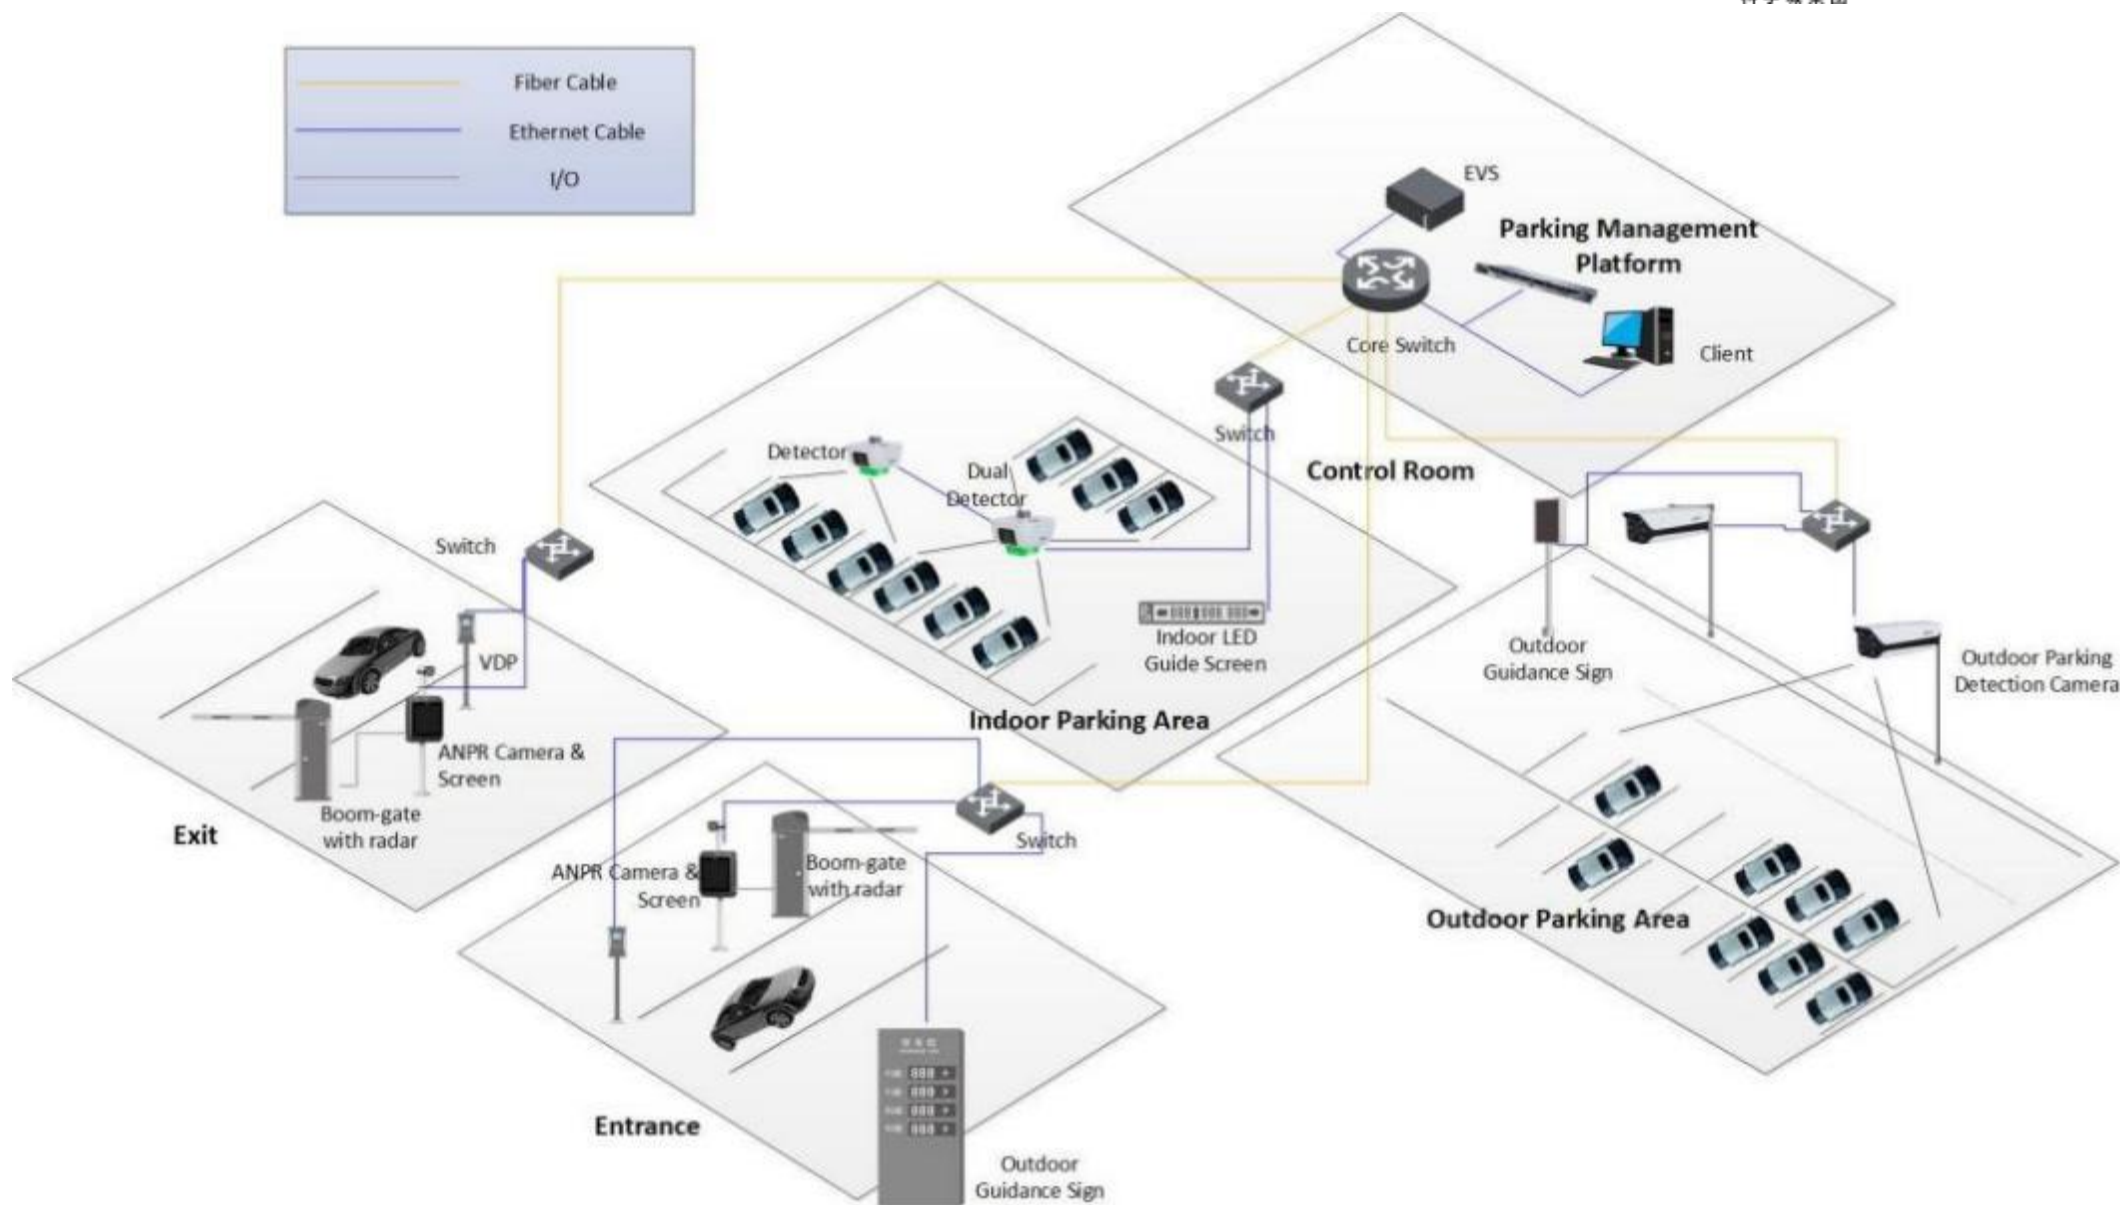 Fiber Cable
Ethernet Cable
I/O
EVS
Parking Management
Platform
Core Switch
Client
Switch
Control Room
Detector
Dual
Detector
Indoor LED
Guide Screen
Indoor Parking Area
Switch
VDP
ANPR Camera &
Screen
Boom-gate
with radar
Exit
Outdoor
Guidance Sign
Outdoor Parking
Detection Camera
Outdoor Parking Area
Switch
ANPR Camera &
Screen
Boom-gate
with radar
Entrance
Outdoor
Guidance Sign